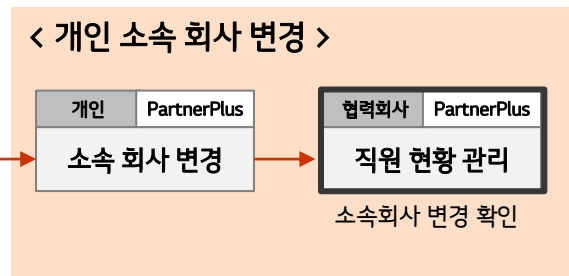 < 개인 소속 회사 변경 >
개인 PartnerPlus 협력회사 PartnerPlus
소속 회사 변경 직원 현황 관리
소속회사 변경 확인